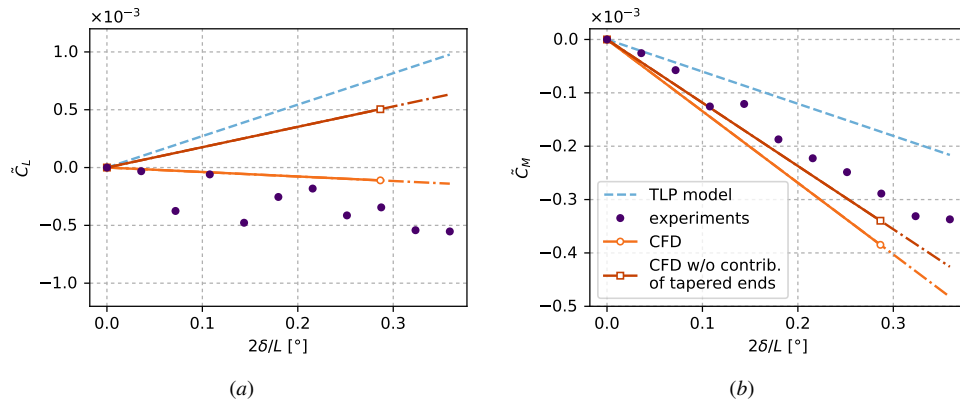 ×10⁻³
1.0
0.5
0.0
−0.5
−1.0
C̃_L
0.0 0.1 0.2 0.3
2δ/L [°]
(a)
×10⁻³
0.0
−0.1
−0.2
−0.3
−0.4
−0.5
C̃_M
TLP model
experiments
CFD
CFD w/o contrib.
of tapered ends
0.0 0.1 0.2 0.3
2δ/L [°]
(b)